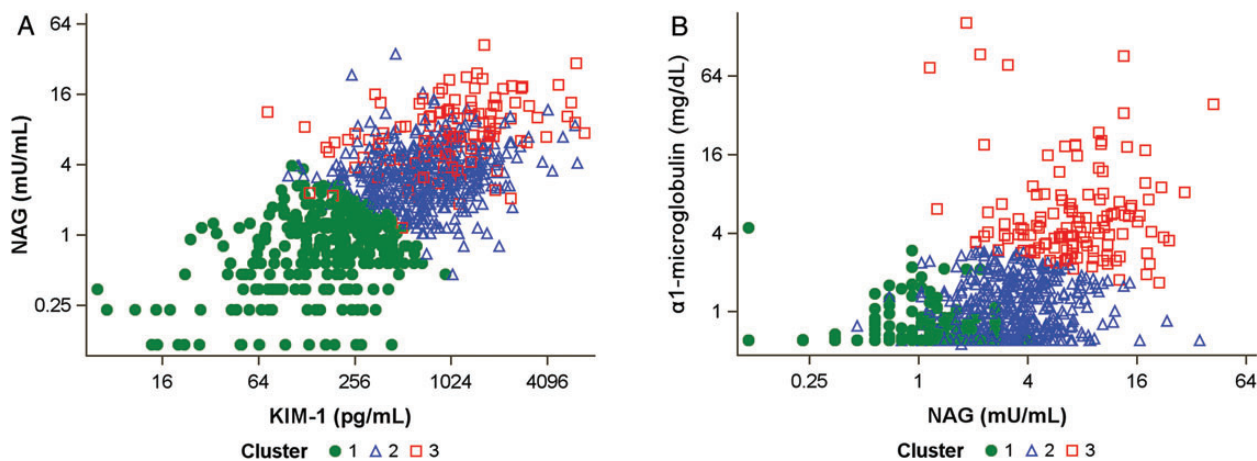 A
NAG (mU/mL)
64
16
4
1
0.25
16 64 256 1024 4096
KIM-1 (pg/mL)
Cluster 1 2 3
B
α1-microglobulin (mg/dL)
64
16
4
1
0.25 1 4 16 64
NAG (mU/mL)
Cluster 1 2 3